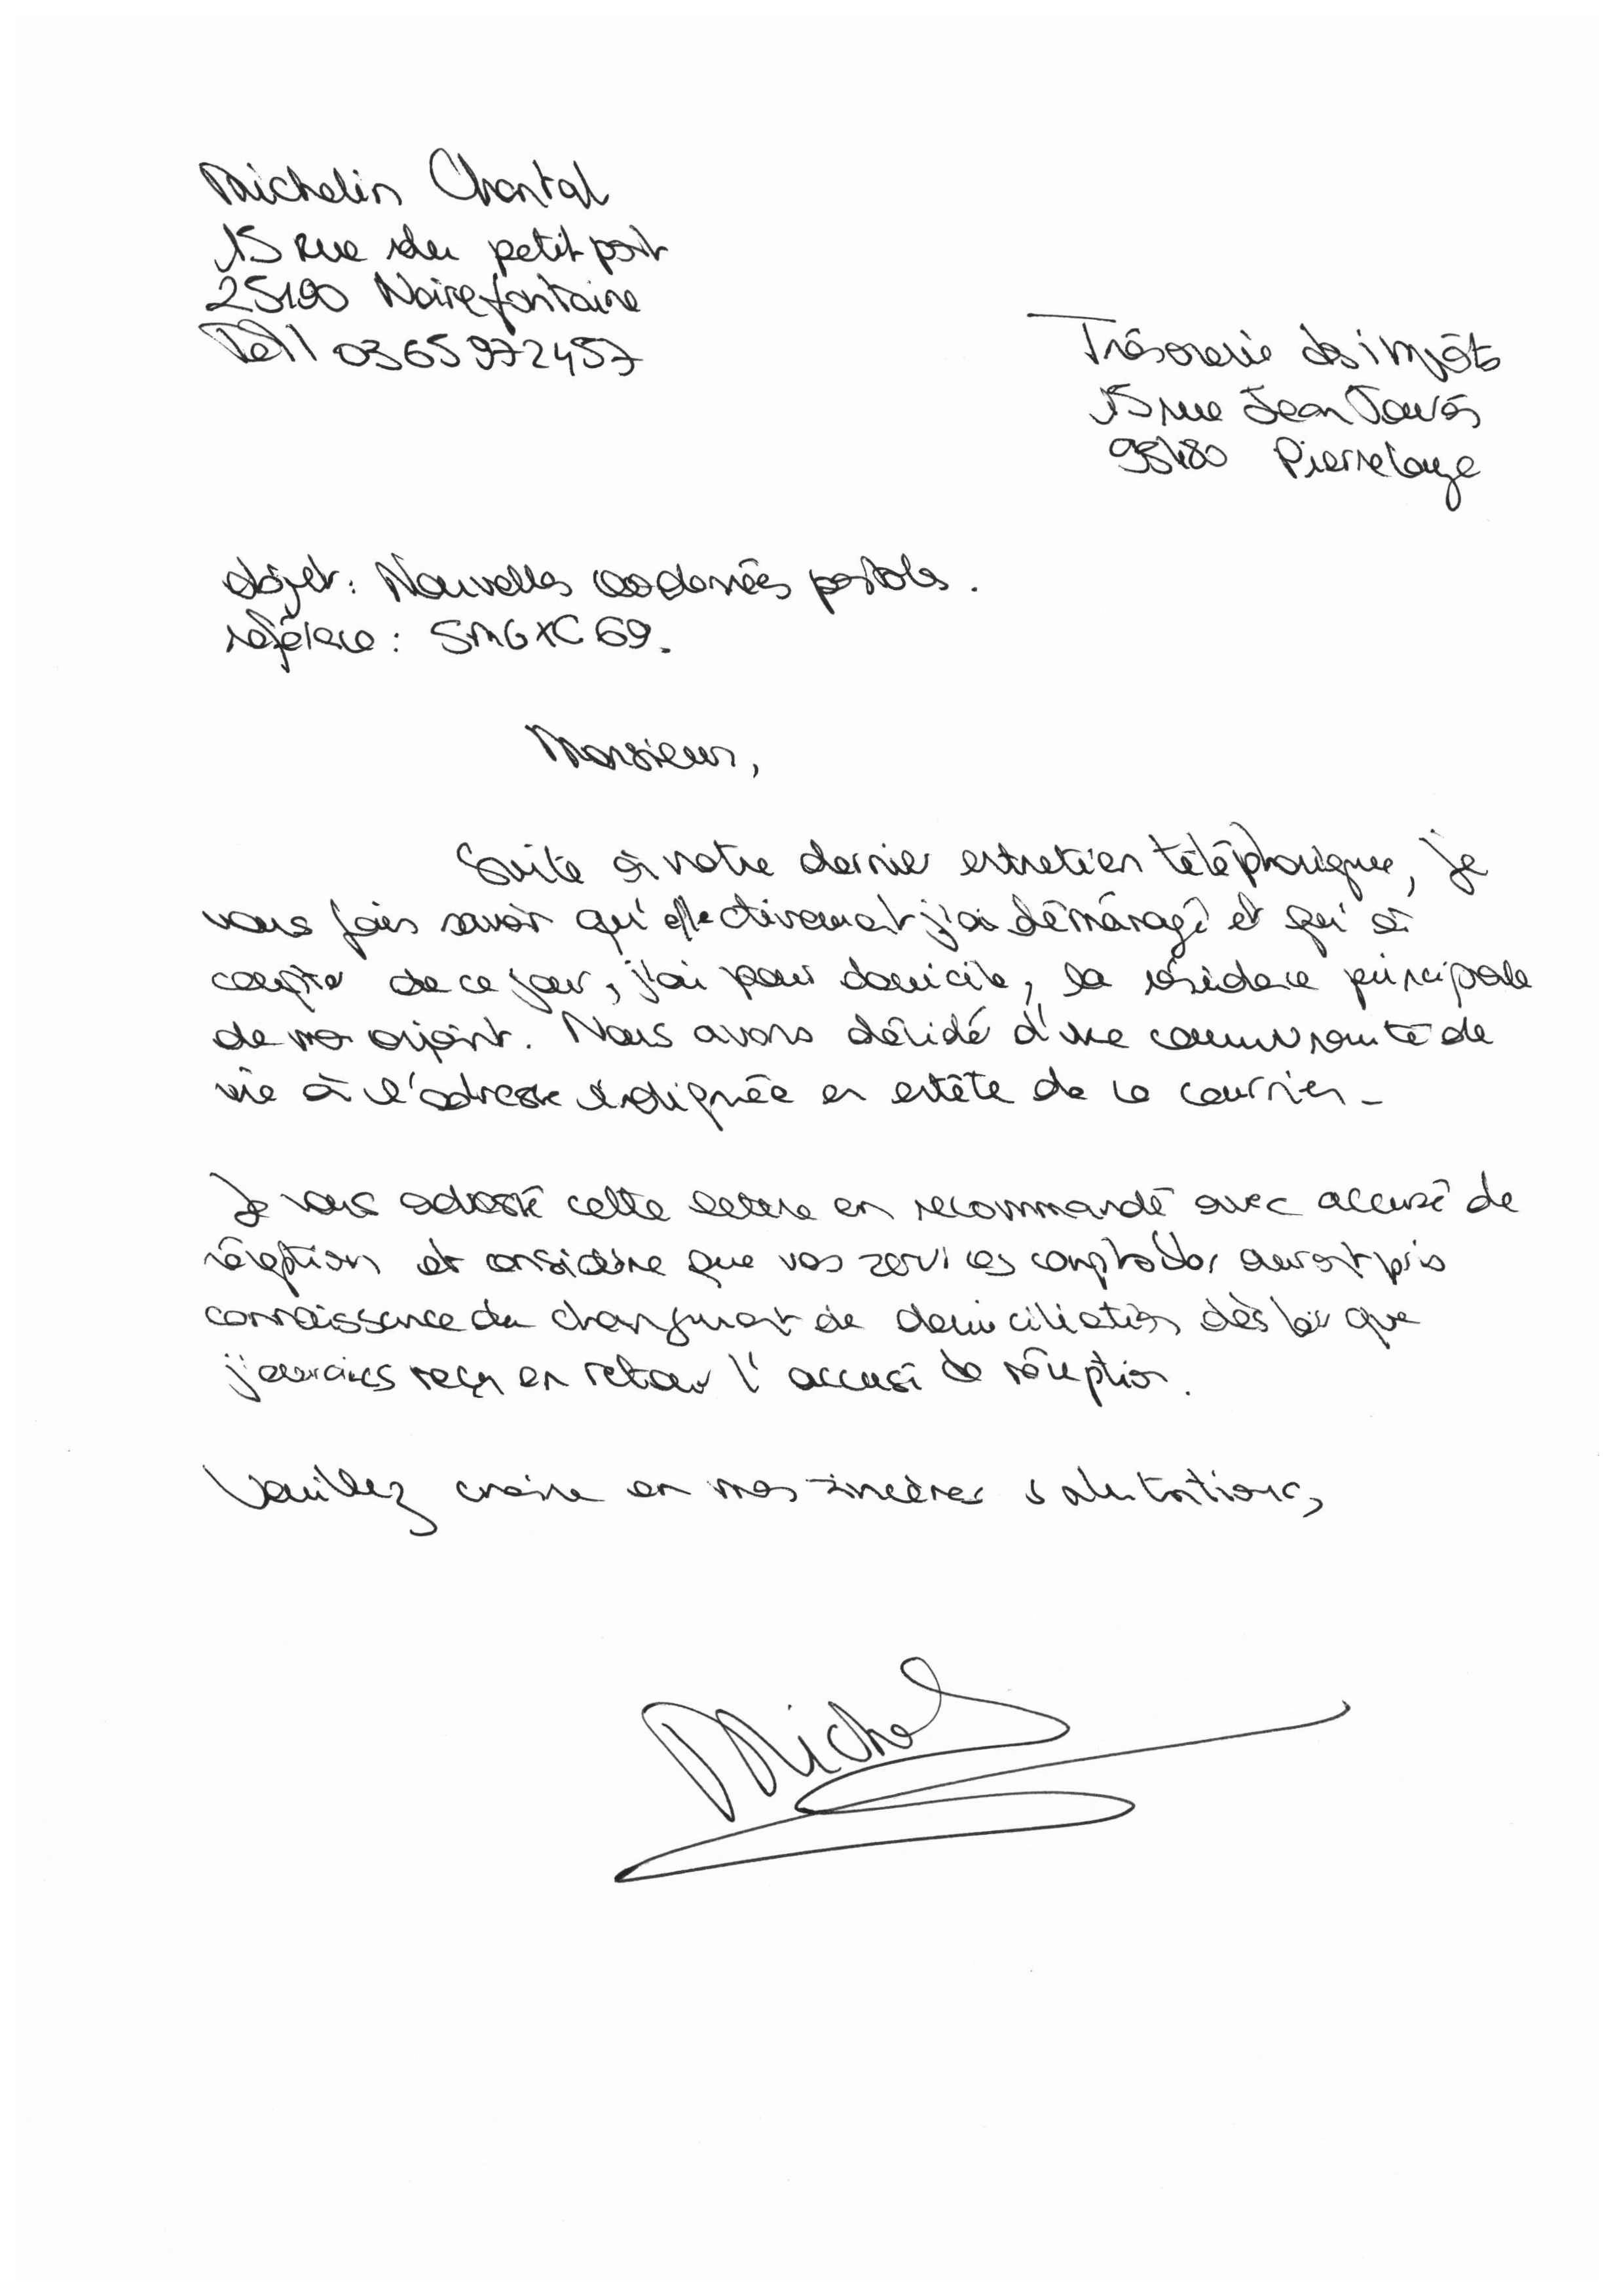 Michelin Chantal
15 Rue du petit port
25190 Noirefontaine
Tél 0365972457
Trésorerie des impôts
15 rue Jean Jaurès
95480 Pierrelaye
objet : Nouvelles coordonnées postales.
référence : SMGXC69.
Monsieur,
Suite à notre dernier entretien téléphonique, je
vous fais savoir qu'effectivement j'ai déménagé et qu'à
compter de ce jour, j'ai pour domicile, la résidence principale
de mon conjoint. Nous avons décidé d'une communauté de
vie à l'adresse indiquée en entête de ce courrier -
Je vous adresse cette lettre en recommandé avec accusé de
réception et considère que vos services comptables auront pris
connaissance du changement de domiciliation dès lors que
j'aurais reçu en retour l'accusé de réception.
Veuillez croire en mes sincères salutations,
Michel